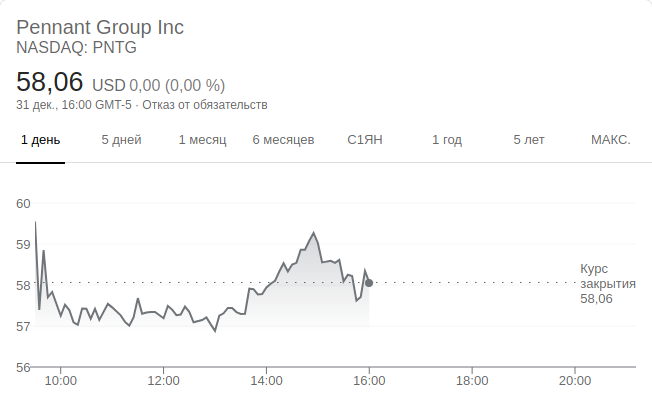 Pennant Group Inc
NASDAQ: PNTG
58,06 USD 0,00 (0,00 %)
31 дек., 16:00 GMT-5 · Отказ от обязательств
1 день 5 дней 1 месяц 6 месяцев С1ЯН 1 год 5 лет МАКС.
60
59
58
57
56
Курс
закрытия
58,06
10:00 12:00 14:00 16:00 18:00 20:00